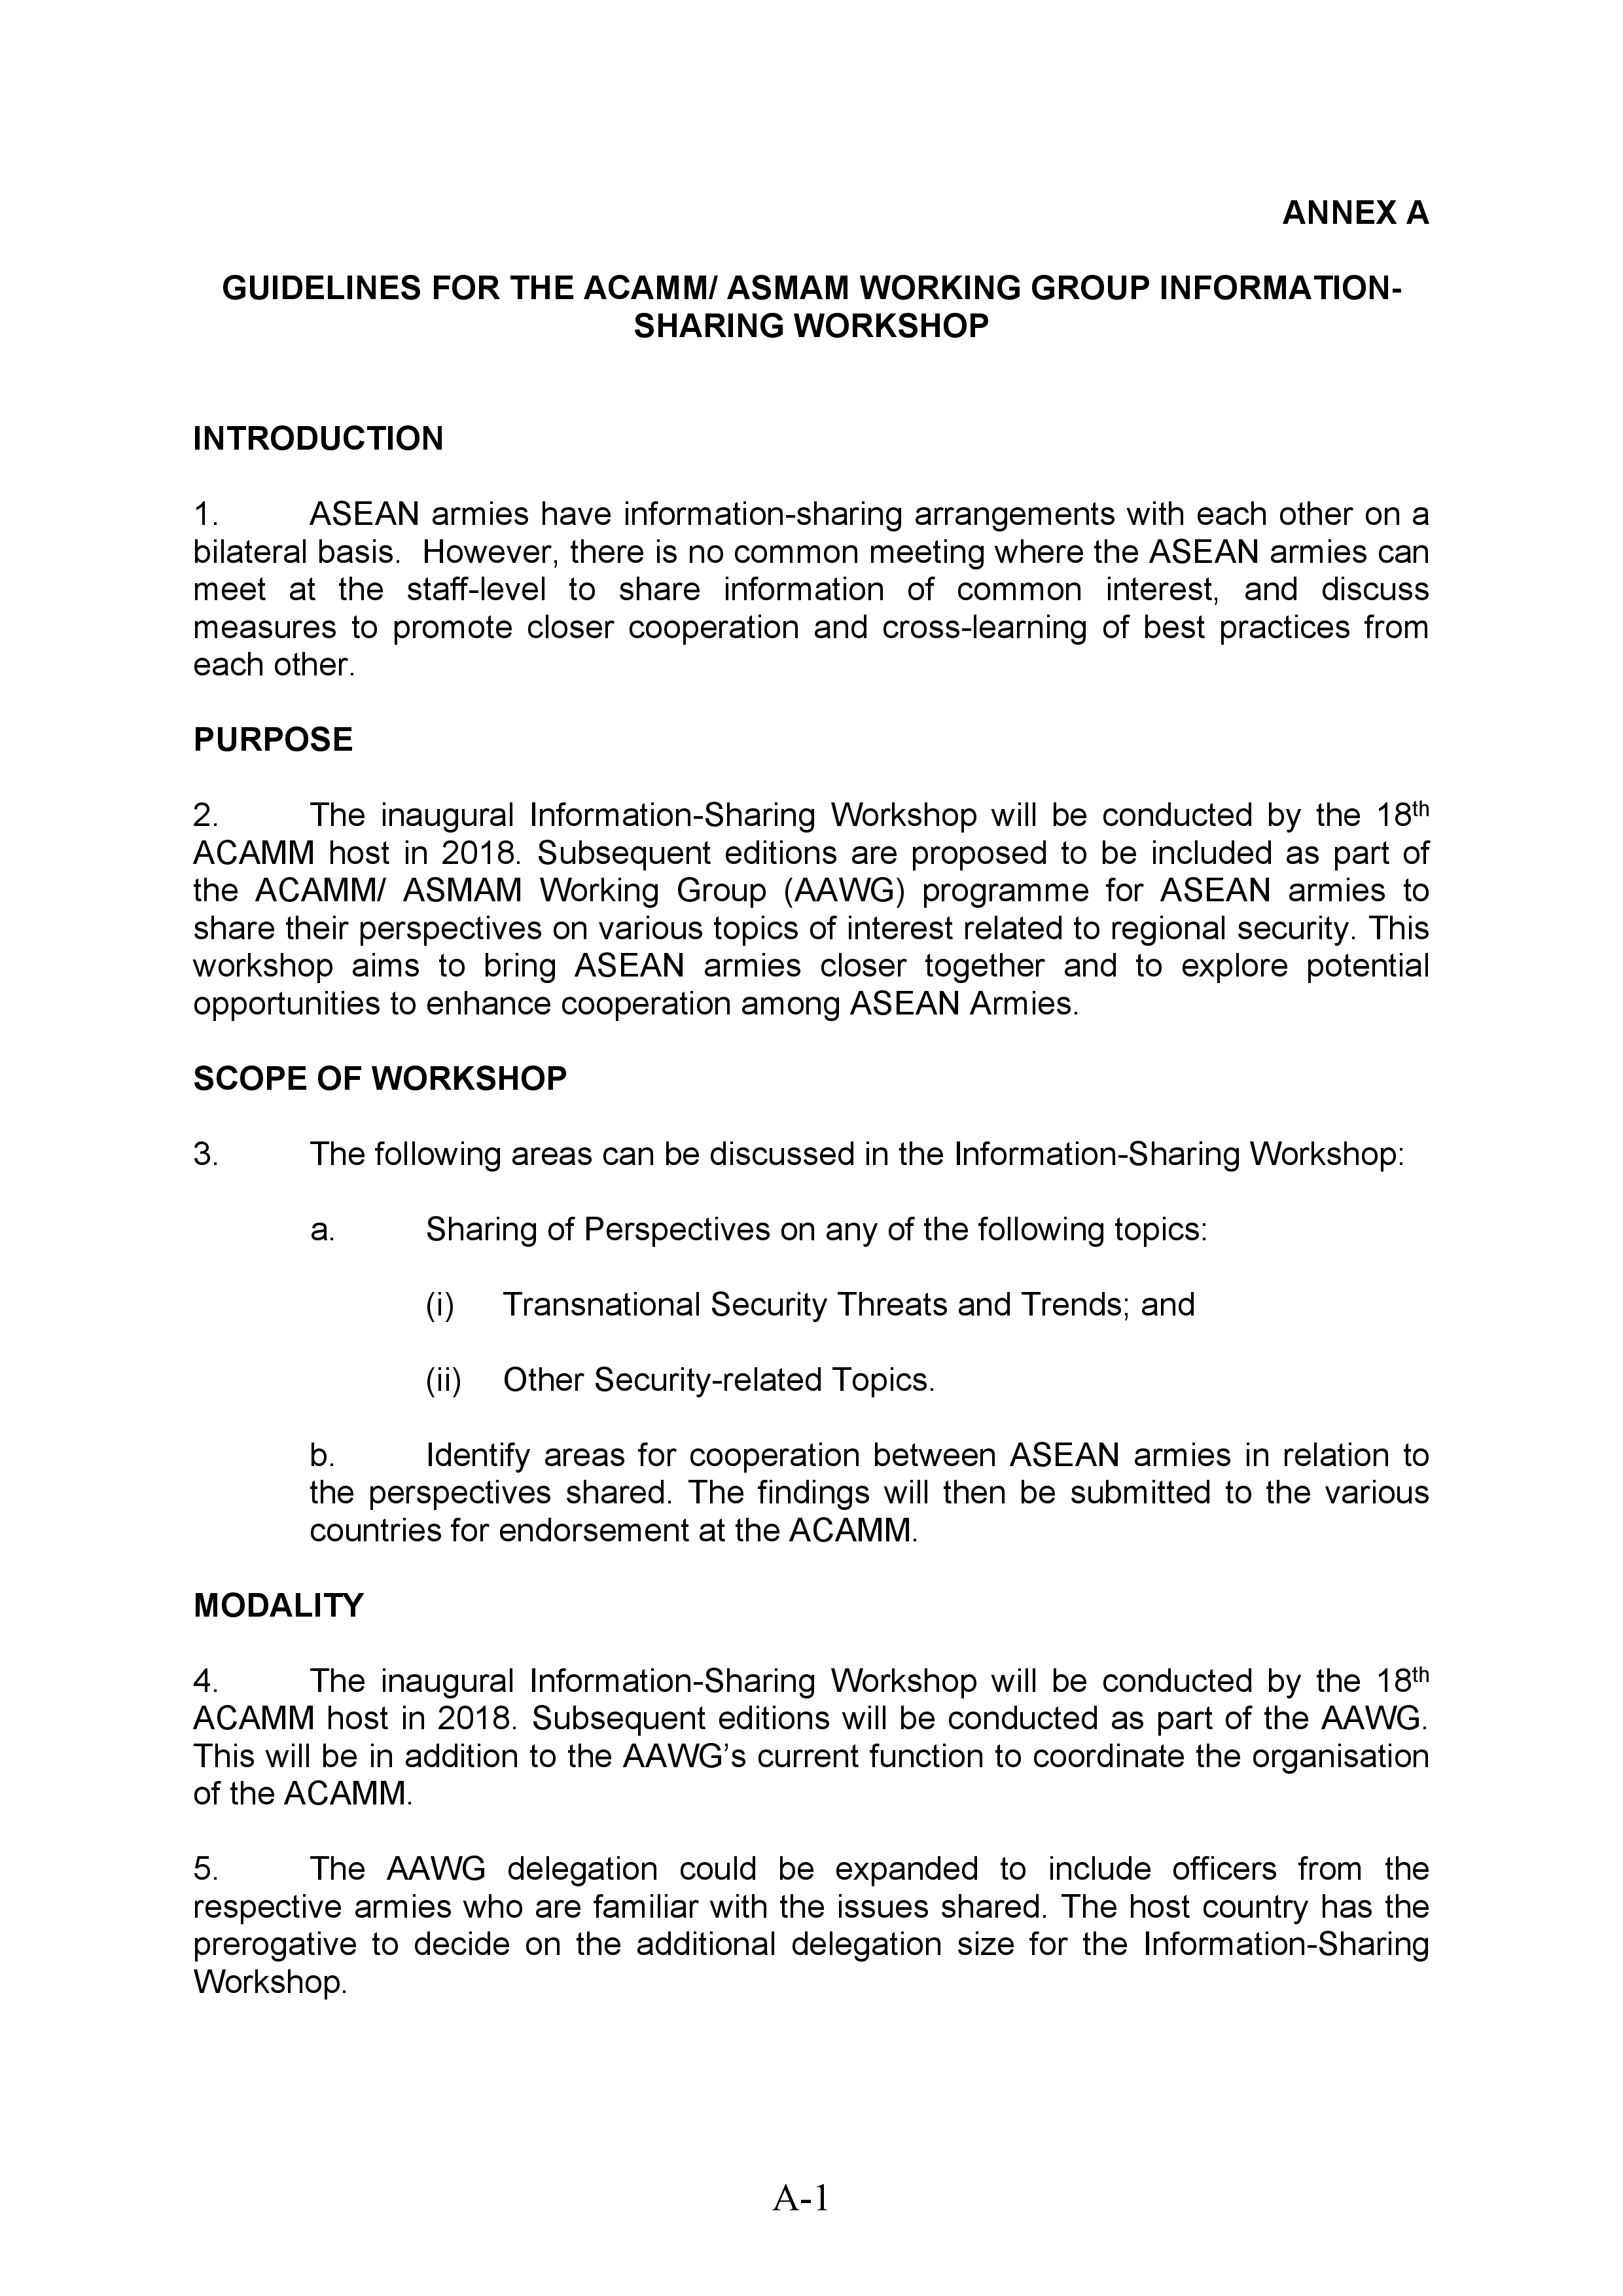 ANNEX A
GUIDELINES FOR THE ACAMM/ ASMAM WORKING GROUP INFORMATION-
SHARING WORKSHOP
INTRODUCTION
1. ASEAN armies have information-sharing arrangements with each other on a
bilateral basis. However, there is no common meeting where the ASEAN armies can
meet at the staff-level to share information of common interest, and discuss
measures to promote closer cooperation and cross-learning of best practices from
each other.
PURPOSE
2. The inaugural Information-Sharing Workshop will be conducted by the 18th
ACAMM host in 2018. Subsequent editions are proposed to be included as part of
the ACAMM/ ASMAM Working Group (AAWG) programme for ASEAN armies to
share their perspectives on various topics of interest related to regional security. This
workshop aims to bring ASEAN armies closer together and to explore potential
opportunities to enhance cooperation among ASEAN Armies.
SCOPE OF WORKSHOP
3. The following areas can be discussed in the Information-Sharing Workshop:
a. Sharing of Perspectives on any of the following topics:
(i) Transnational Security Threats and Trends; and
(ii) Other Security-related Topics.
b. Identify areas for cooperation between ASEAN armies in relation to
the perspectives shared. The findings will then be submitted to the various
countries for endorsement at the ACAMM.
MODALITY
4. The inaugural Information-Sharing Workshop will be conducted by the 18th
ACAMM host in 2018. Subsequent editions will be conducted as part of the AAWG.
This will be in addition to the AAWG’s current function to coordinate the organisation
of the ACAMM.
5. The AAWG delegation could be expanded to include officers from the
respective armies who are familiar with the issues shared. The host country has the
prerogative to decide on the additional delegation size for the Information-Sharing
Workshop.
A-1